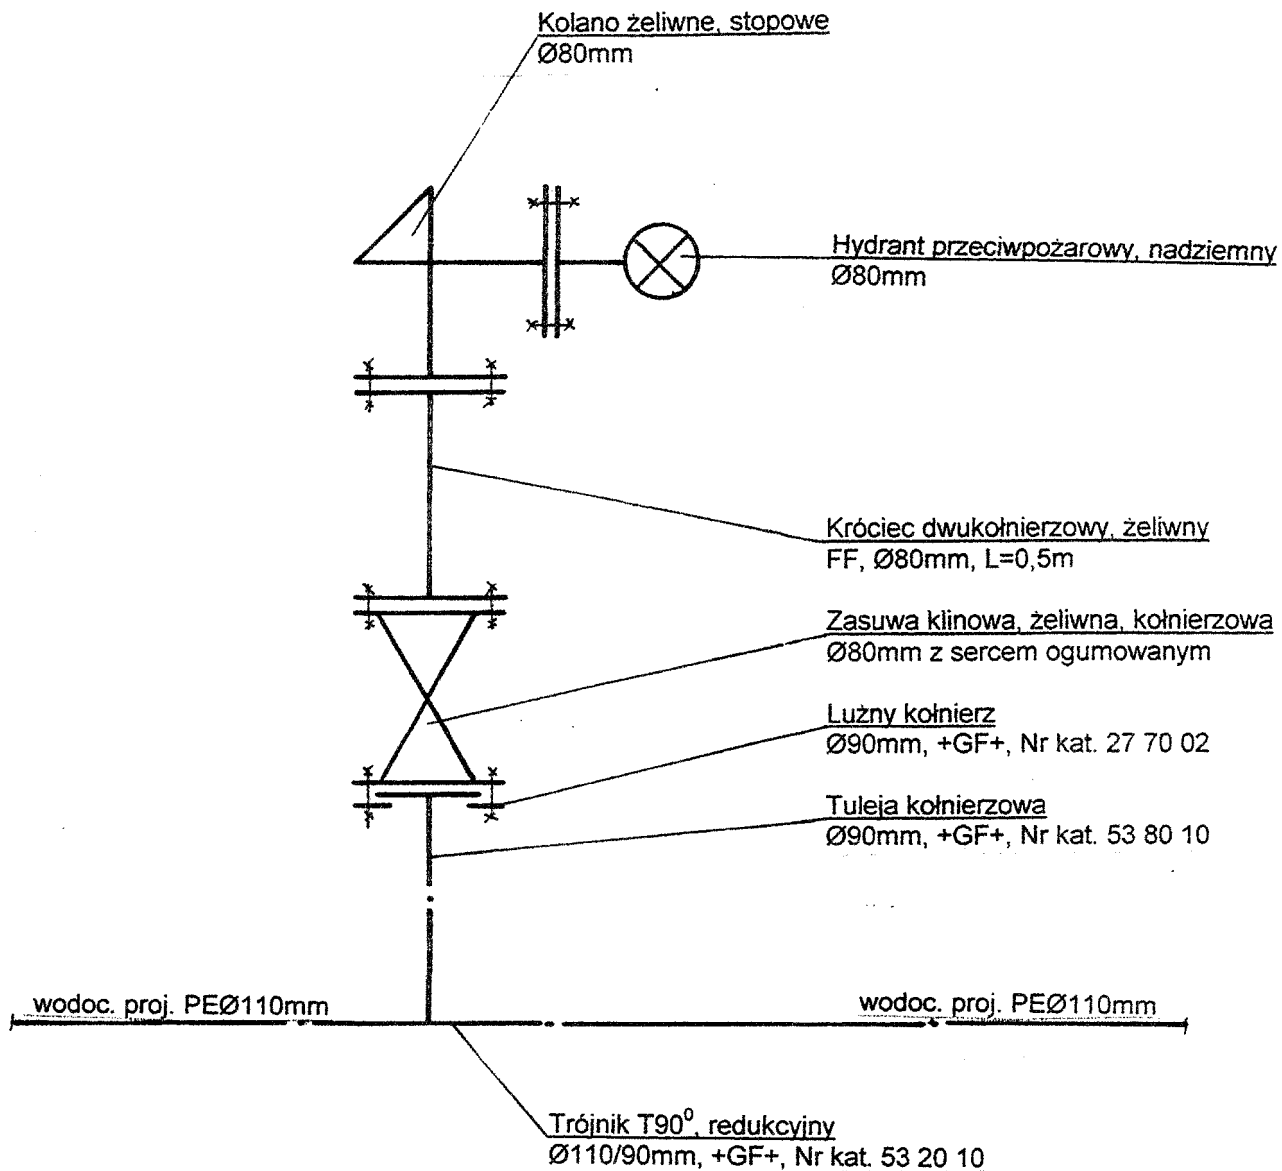 Kolano żeliwne, stopowe
Ø80mm
Hydrant przeciwpożarowy, nadziemny
Ø80mm
Króciec dwukołnierzowy, żeliwny
FF, Ø80mm, L=0,5m
Zasuwa klinowa, żeliwna, kołnierzowa
Ø80mm z sercem ogumowanym
Luźny kołnierz
Ø90mm, +GF+, Nr kat. 27 70 02
Tuleja kołnierzowa
Ø90mm, +GF+, Nr kat. 53 80 10
wodoc. proj. PEØ110mm
wodoc. proj. PEØ110mm
Trójnik T90⁰, redukcyjny
Ø110/90mm, +GF+, Nr kat. 53 20 10